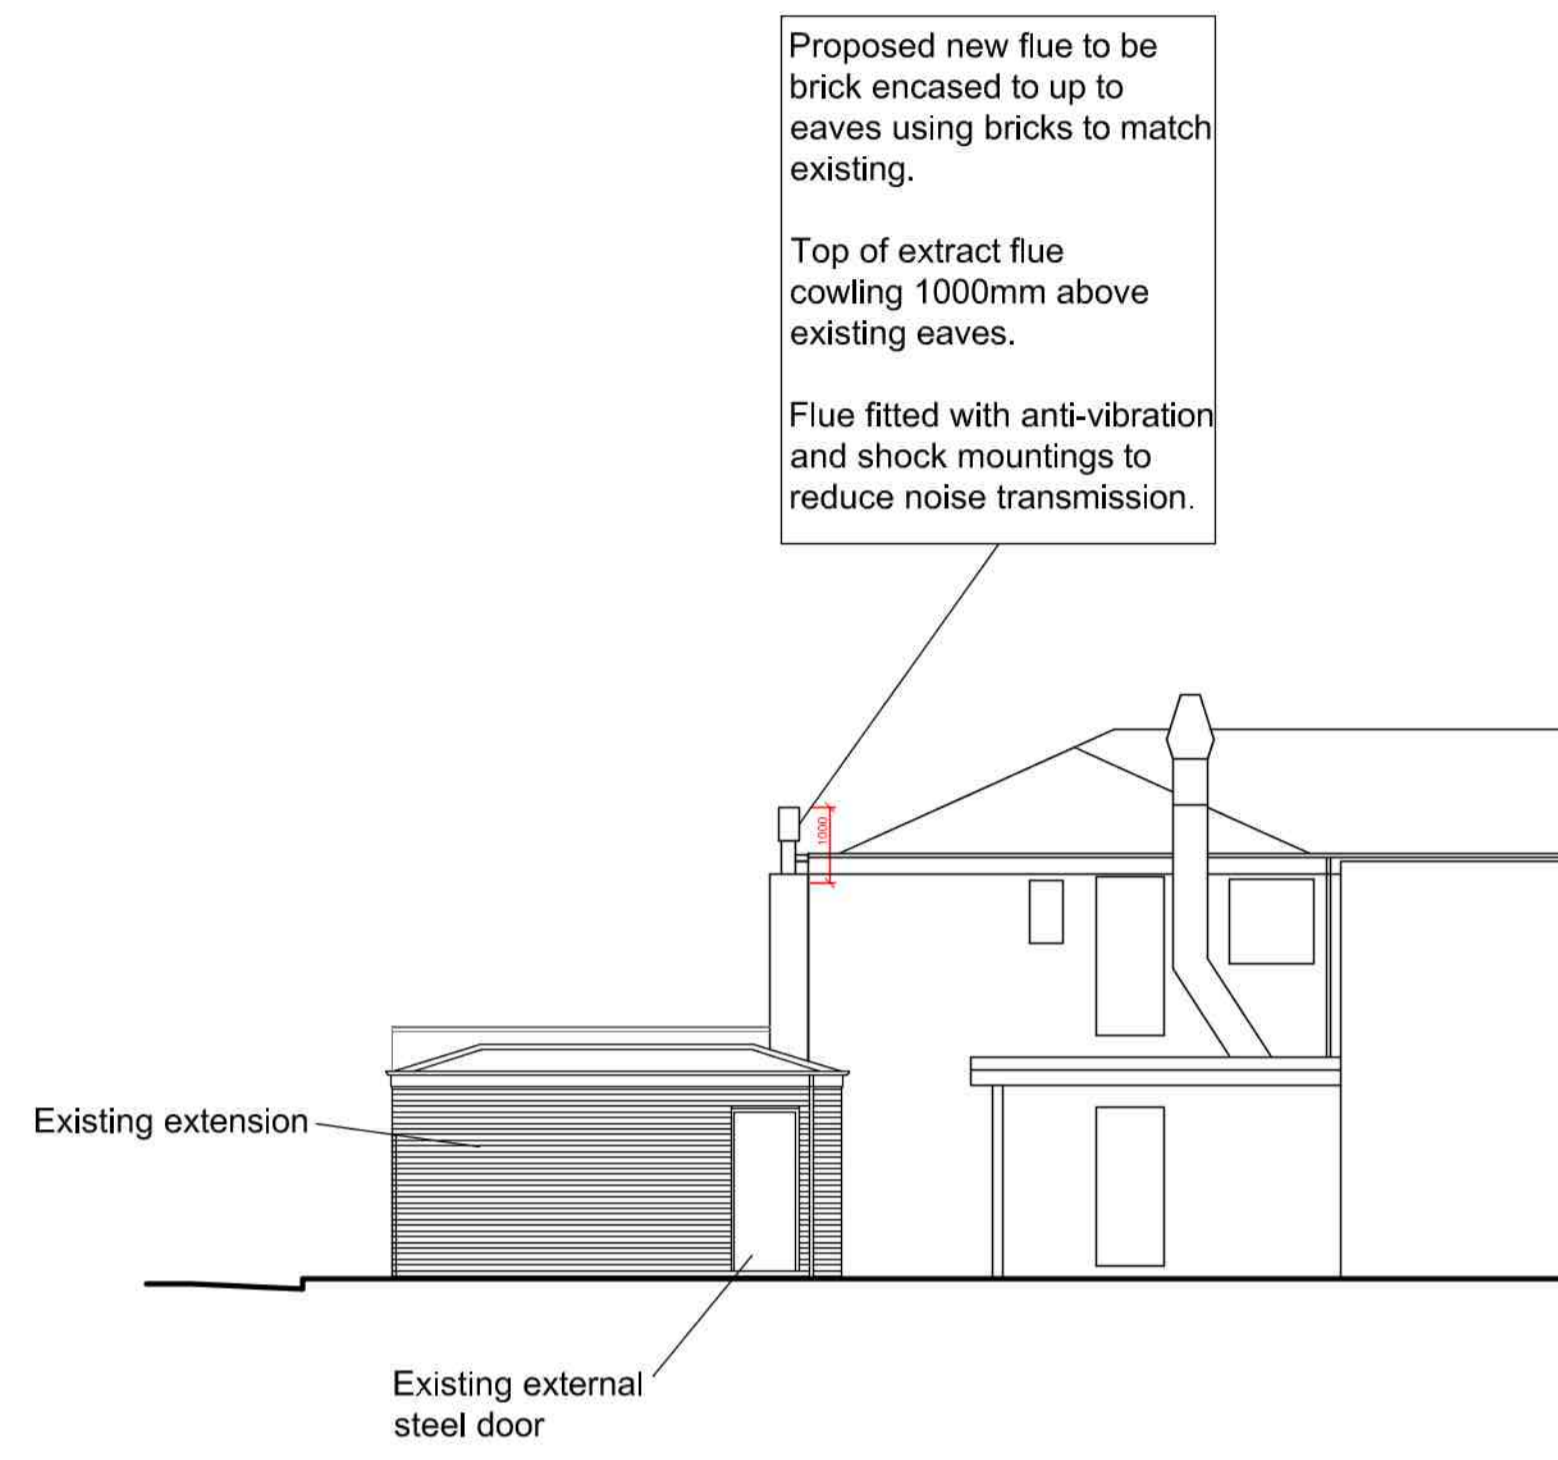 Proposed new flue to be
brick encased to up to
eaves using bricks to match
existing.
Top of extract flue
cowling 1000mm above
existing eaves.
Flue fitted with anti-vibration
and shock mountings to
reduce noise transmission.
1000
Existing extension
Existing external
steel door